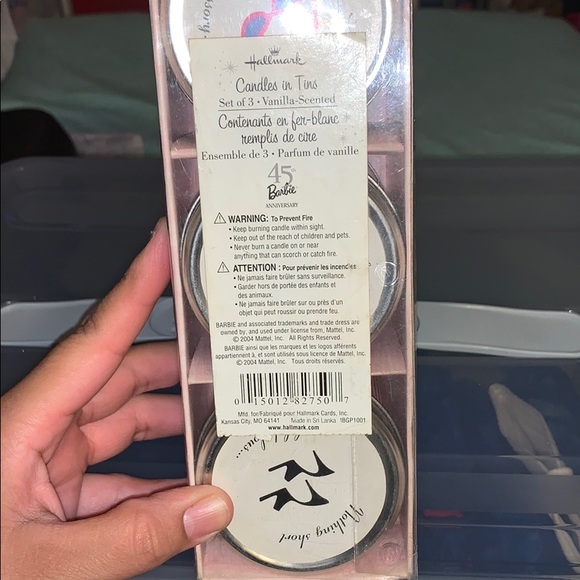 ssory
Hallmark
Candles in Tins
Set of 3 • Vanilla-Scented
Contenants en fer-blanc
remplis de cire
Ensemble de 3 • Parfum de vanille
45th
Barbie
ANNIVERSARY
WARNING: To Prevent Fire
• Keep burning candle within sight.
• Keep out of the reach of children and pets.
• Never burn a candle on or near
anything that can scorch or catch fire.
ATTENTION : Pour prévenir les incendies
• Ne jamais faire brûler sans surveillance.
• Garder hors de portée des enfants et
des animaux.
• Ne jamais faire brûler sur ou près d'un
objet qui peut roussir ou prendre feu.
BARBIE and associated trademarks and trade dress are
owned by, and used under license from, Mattel, Inc.
© 2004 Mattel, Inc. All Rights Reserved.
BARBIE ainsi que les marques et les logos afférents
appartiennent à, et sont utilisés sous licence de Mattel, Inc.
© 2004 Mattel, Inc. Tous droits réservés.
0 15012 82750 7
Mfd. for/Fabriqué pour Hallmark Cards, Inc.
Kansas City, MO 64141 Made in Sri Lanka 1BGP1001
www.hallmark.com
Nothing short